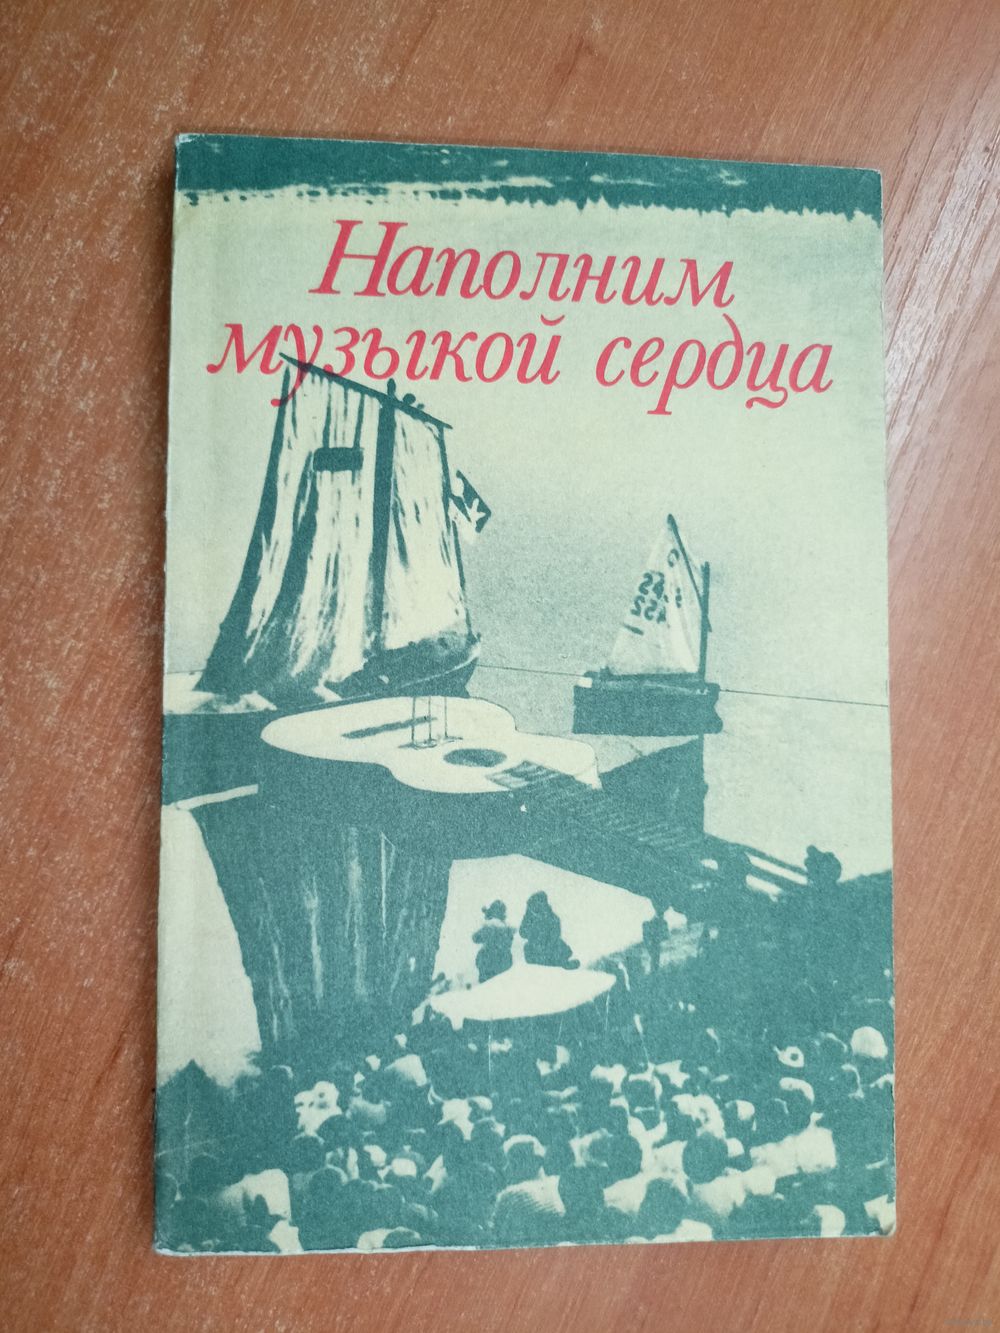 Наполним
музыкой сердца